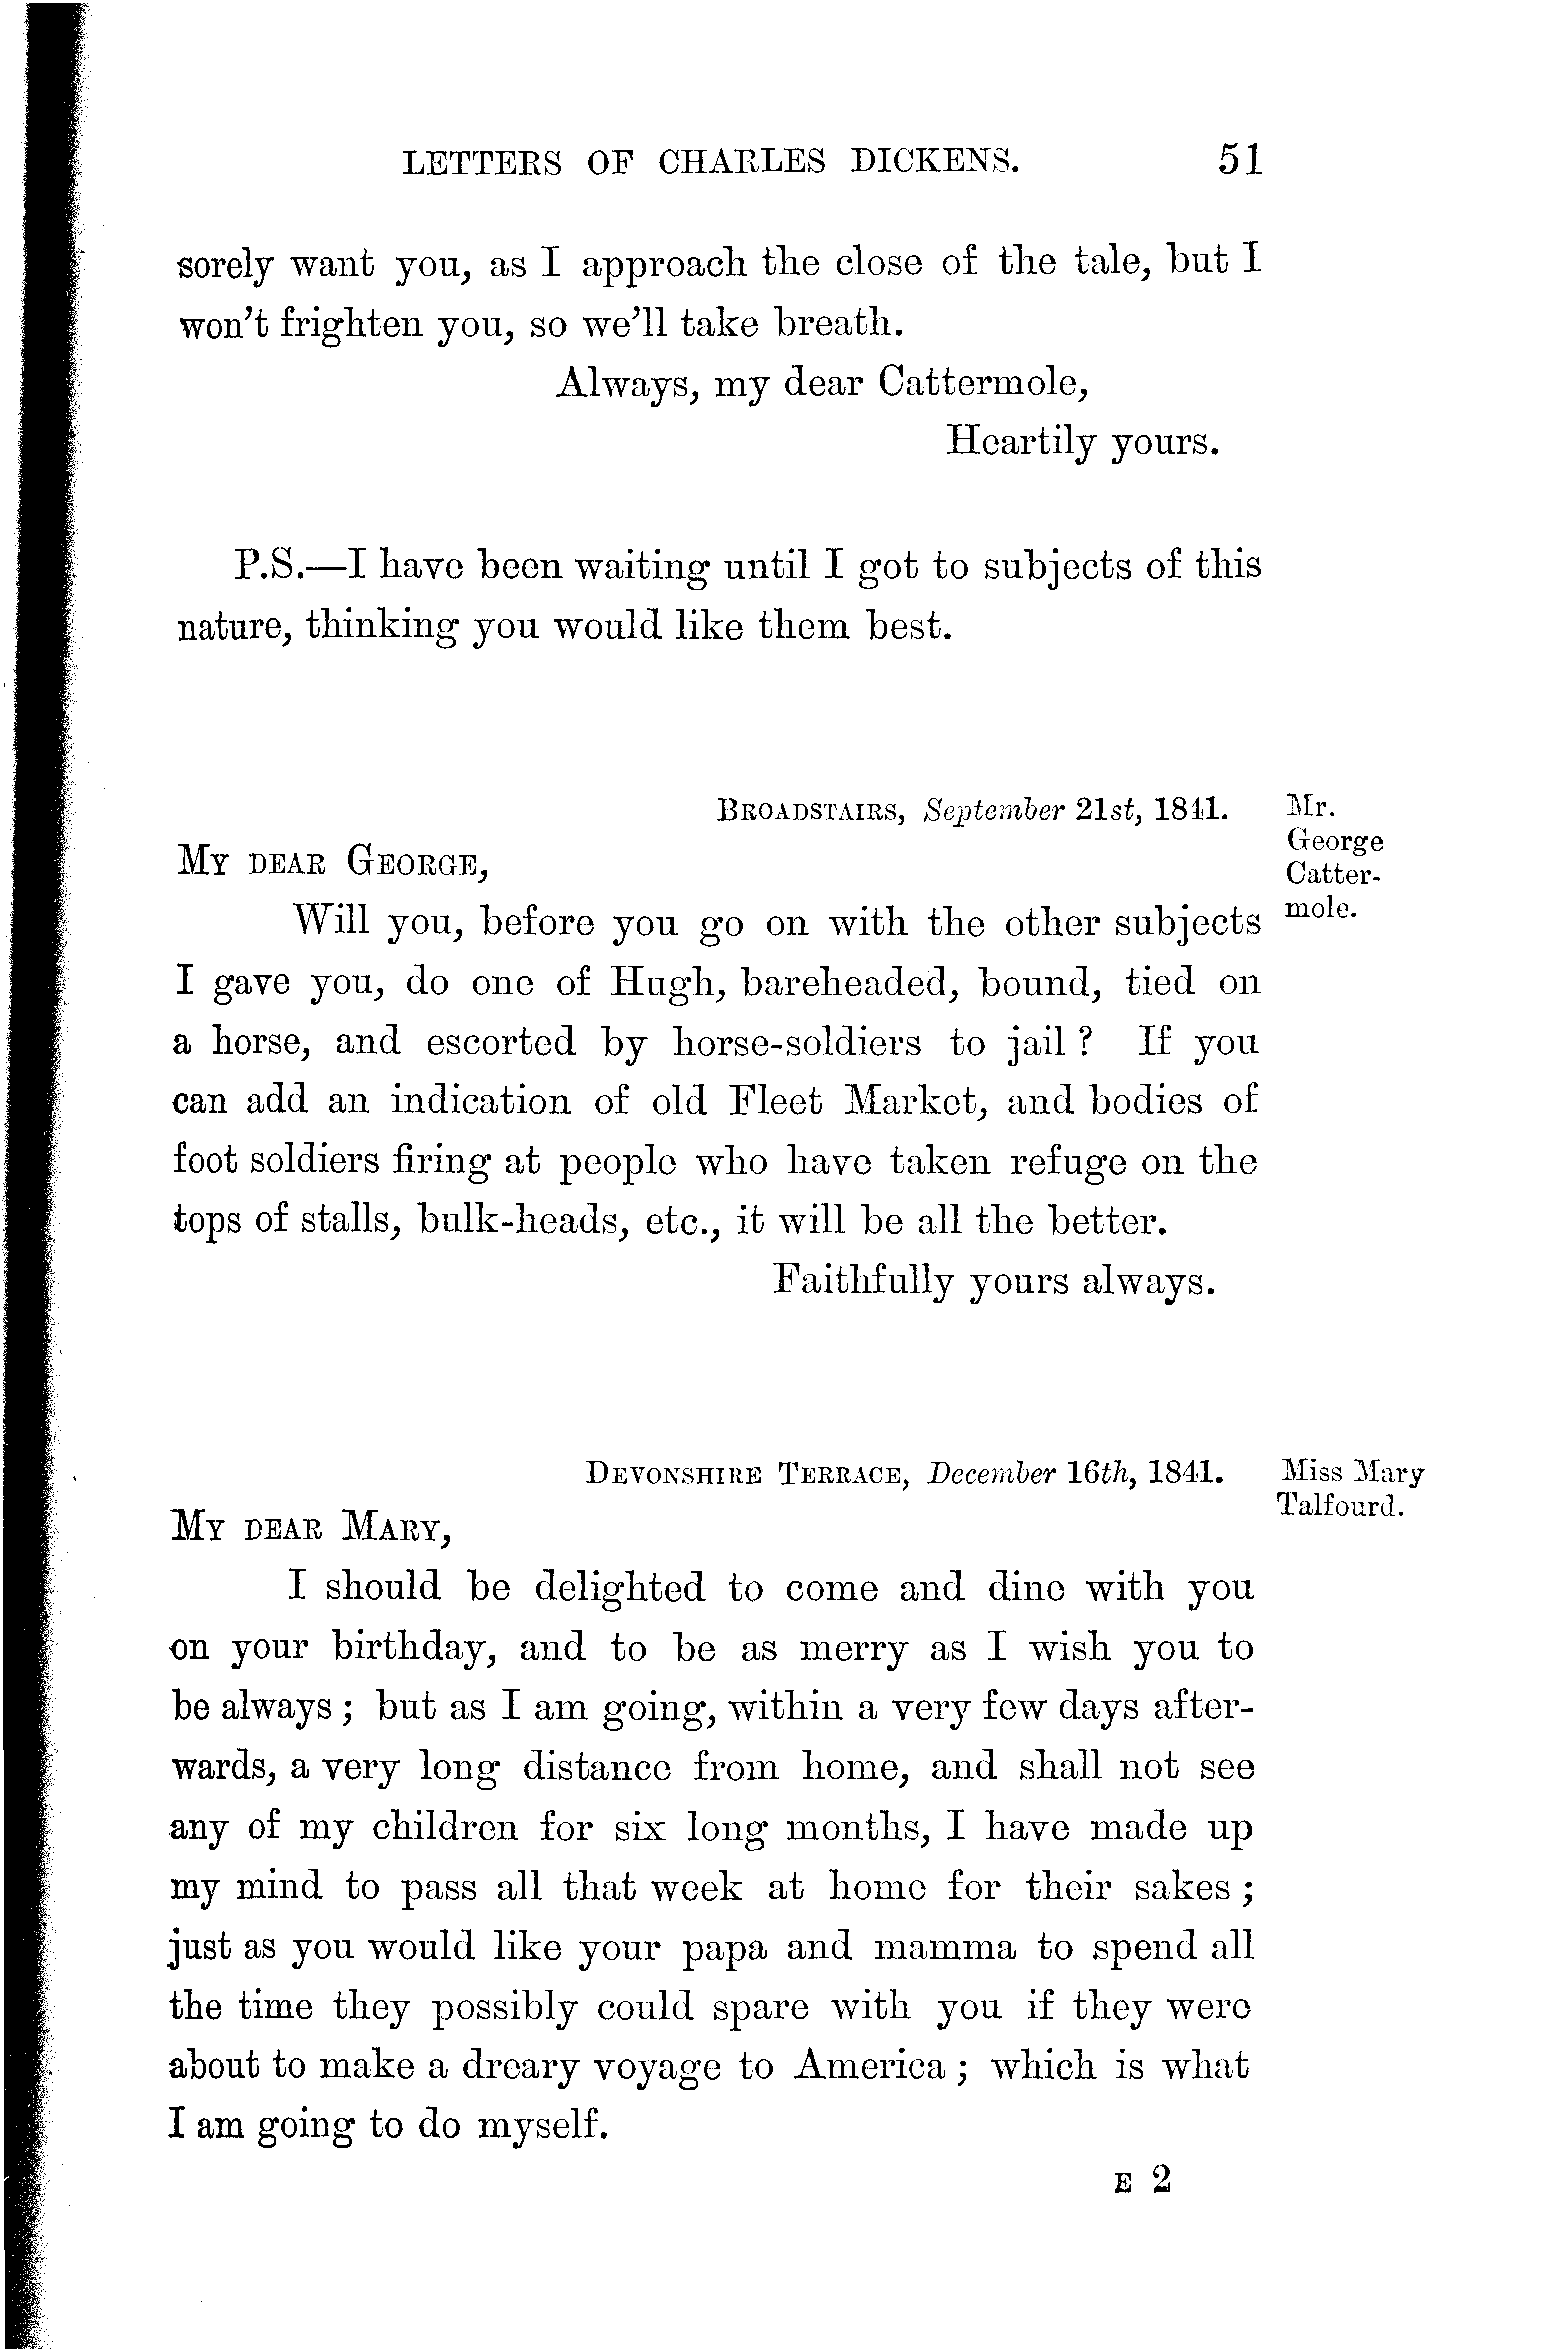 LETTERS OF CHARLES DICKENS. 51
sorely want you, as I approach the close of the tale, but I
won't frighten you, so we'll take breath.
Always, my dear Cattermole,
Heartily yours.
P.S.—I have been waiting until I got to subjects of this
nature, thinking you would like them best.
BROADSTAIRS, September 21st, 1841.
Mr.
George
Catter-
mole.
MY DEAR GEORGE,
Will you, before you go on with the other subjects
I gave you, do one of Hugh, bareheaded, bound, tied on
a horse, and escorted by horse-soldiers to jail? If you
can add an indication of old Fleet Market, and bodies of
foot soldiers firing at people who have taken refuge on the
tops of stalls, bulk-heads, etc., it will be all the better.
Faithfully yours always.
DEVONSHIRE TERRACE, December 16th, 1841.
Miss Mary
Talfourd.
MY DEAR MARY,
I should be delighted to come and dine with you
on your birthday, and to be as merry as I wish you to
be always; but as I am going, within a very few days after-
wards, a very long distance from home, and shall not see
any of my children for six long months, I have made up
my mind to pass all that week at home for their sakes;
just as you would like your papa and mamma to spend all
the time they possibly could spare with you if they were
about to make a dreary voyage to America; which is what
I am going to do myself.
E 2